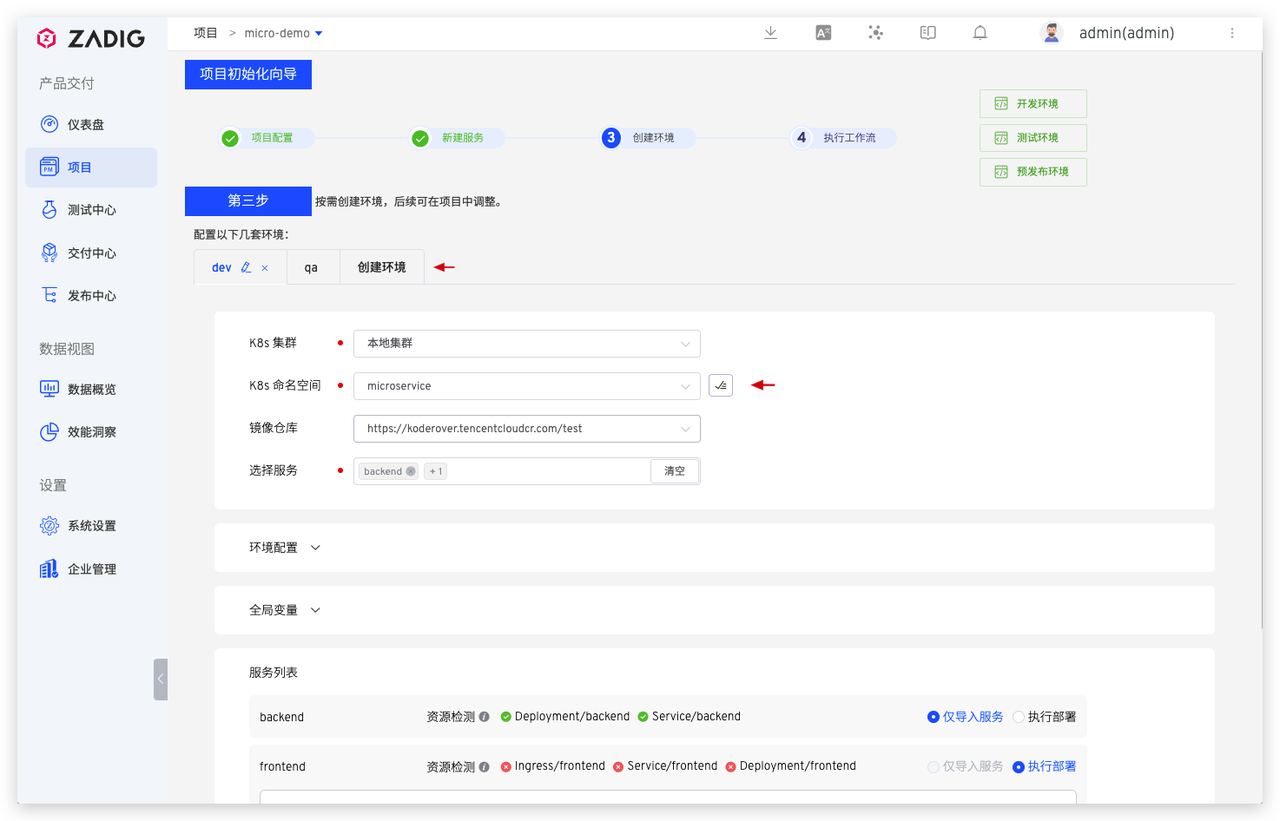 ZADIG
产品交付
仪表盘
项目
测试中心
交付中心
发布中心
数据视图
数据概览
效能洞察
设置
系统设置
企业管理
项目 > micro-demo
admin(admin)
项目初始化向导
项目配置
新建服务
3 创建环境
4 执行工作流
开发环境
测试环境
预发布环境
第三步 按需创建环境，后续可在项目中调整。
配置以下几套环境：
dev qa 创建环境
K8s 集群 本地集群
K8s 命名空间 microservice
镜像仓库 https://koderover.tencentcloudcr.com/test
选择服务 backend + 1 清空
环境配置
全局变量
服务列表
backend 资源检测 Deployment/backend Service/backend 仅导入服务 执行部署
frontend 资源检测 Ingress/frontend Service/frontend Deployment/frontend 仅导入服务 执行部署